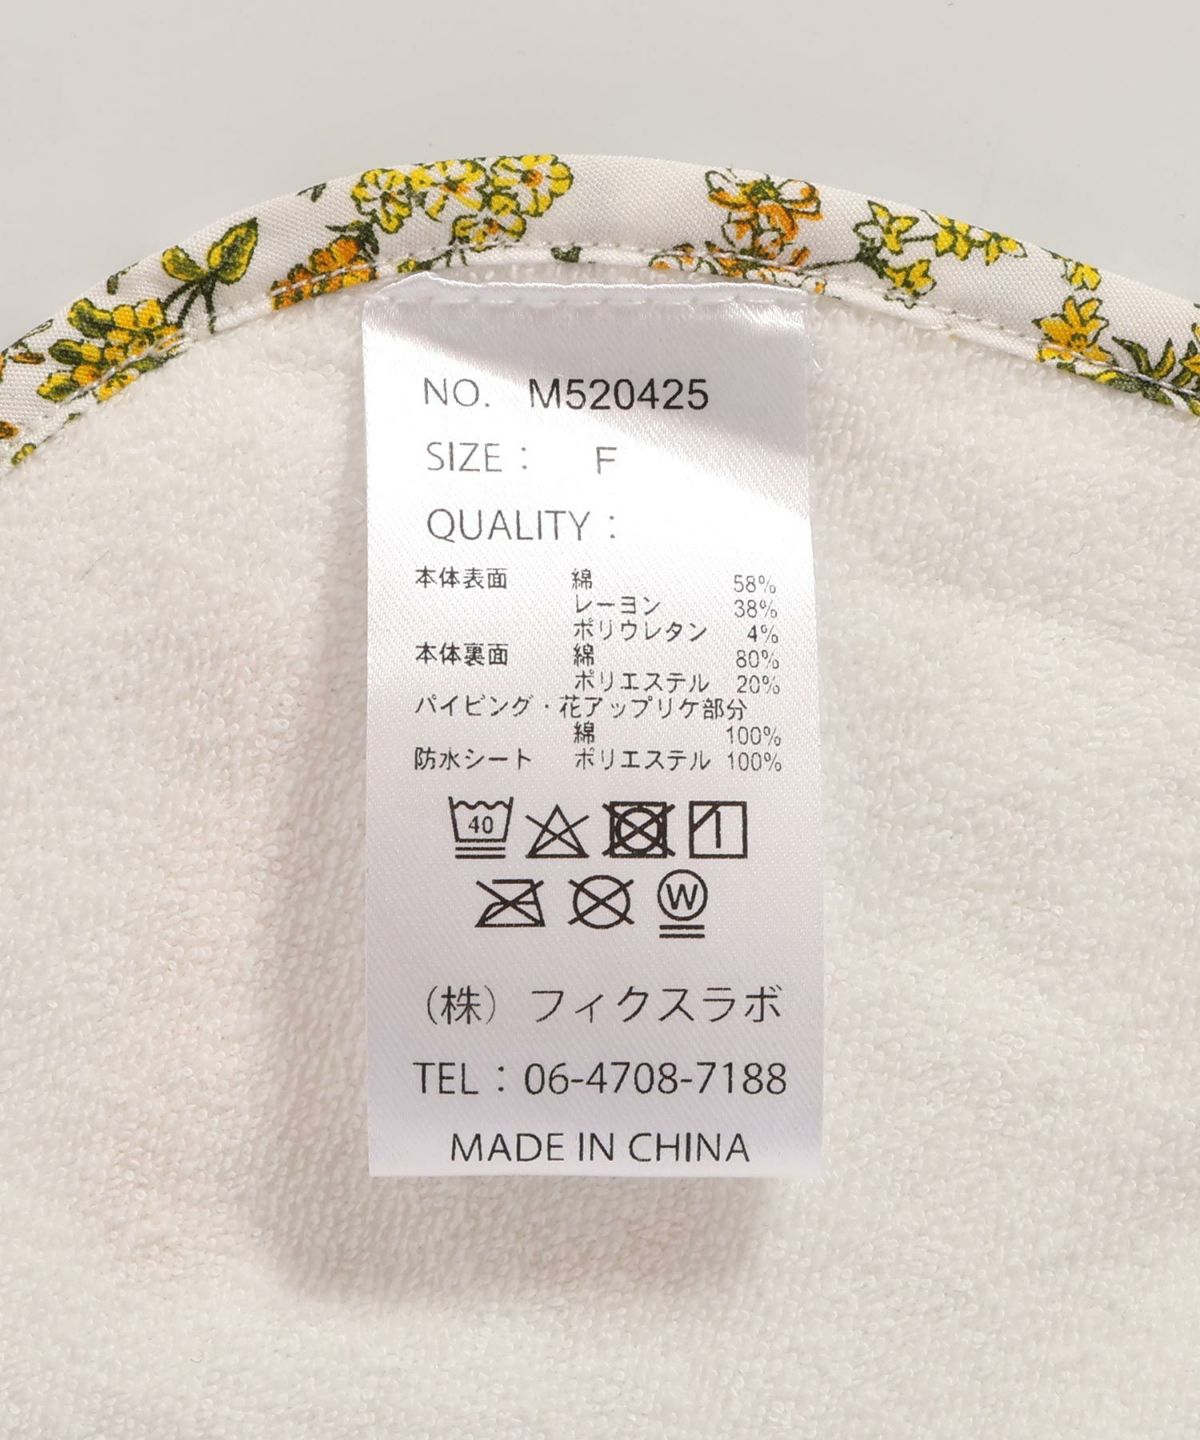 NO. M520425
SIZE : F
QUALITY :
本体表面 綿 58%
レーヨン 38%
ポリウレタン 4%
本体裏面 綿 80%
ポリエステル 20%
パイピング・花アップリケ部分
綿 100%
防水シート ポリエステル 100%
40
W
(株) フィクスラボ
TEL : 06-4708-7188
MADE IN CHINA